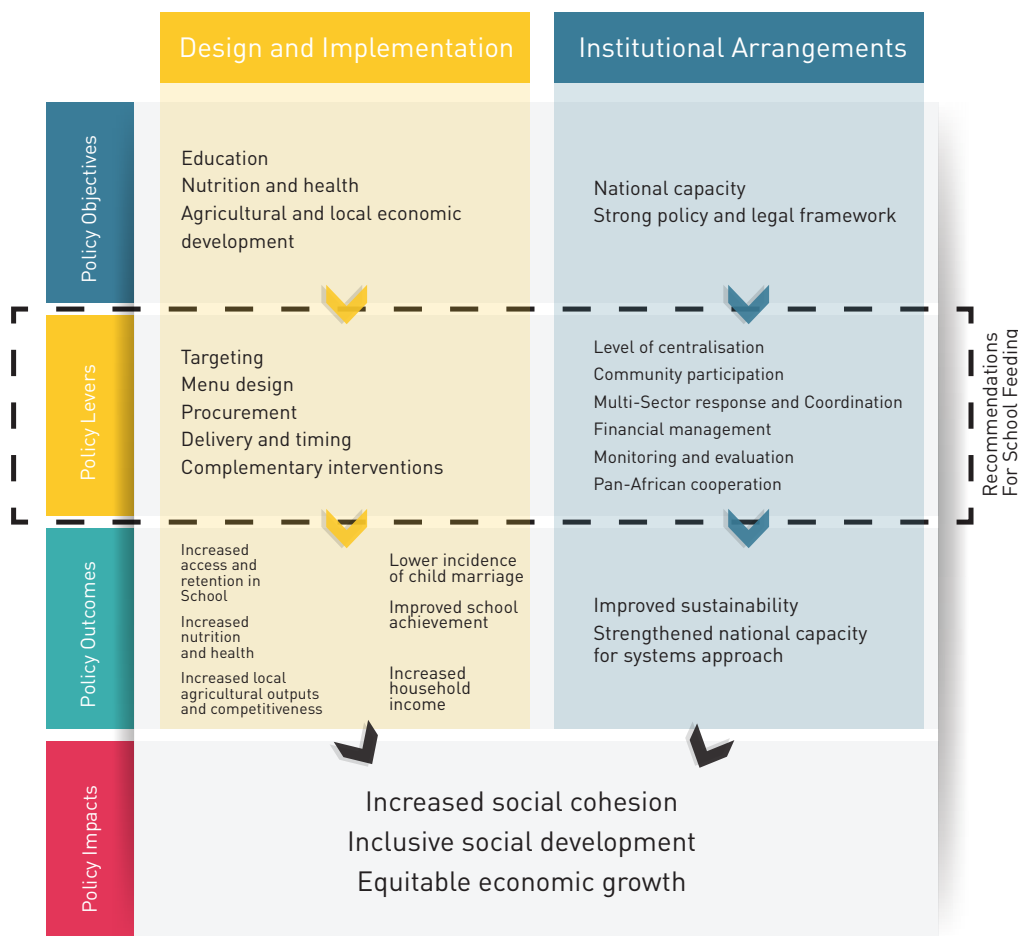 Design and Implementation
Institutional Arrangements
Policy Objectives
Education
Nutrition and health
Agricultural and local economic
development
National capacity
Strong policy and legal framework
Policy Levers
Targeting
Menu design
Procurement
Delivery and timing
Complementary interventions
Level of centralisation
Community participation
Multi-Sector response and Coordination
Financial management
Monitoring and evaluation
Pan-African cooperation
Recommendations
For School Feeding
Policy Outcomes
Increased
access and
retention in
School
Increased
nutrition
and health
Increased local
agricultural outputs
and competitiveness
Lower incidence
of child marriage
Improved school
achievement
Increased
household
income
Improved sustainability
Strengthened national capacity
for systems approach
Policy Impacts
Increased social cohesion
Inclusive social development
Equitable economic growth